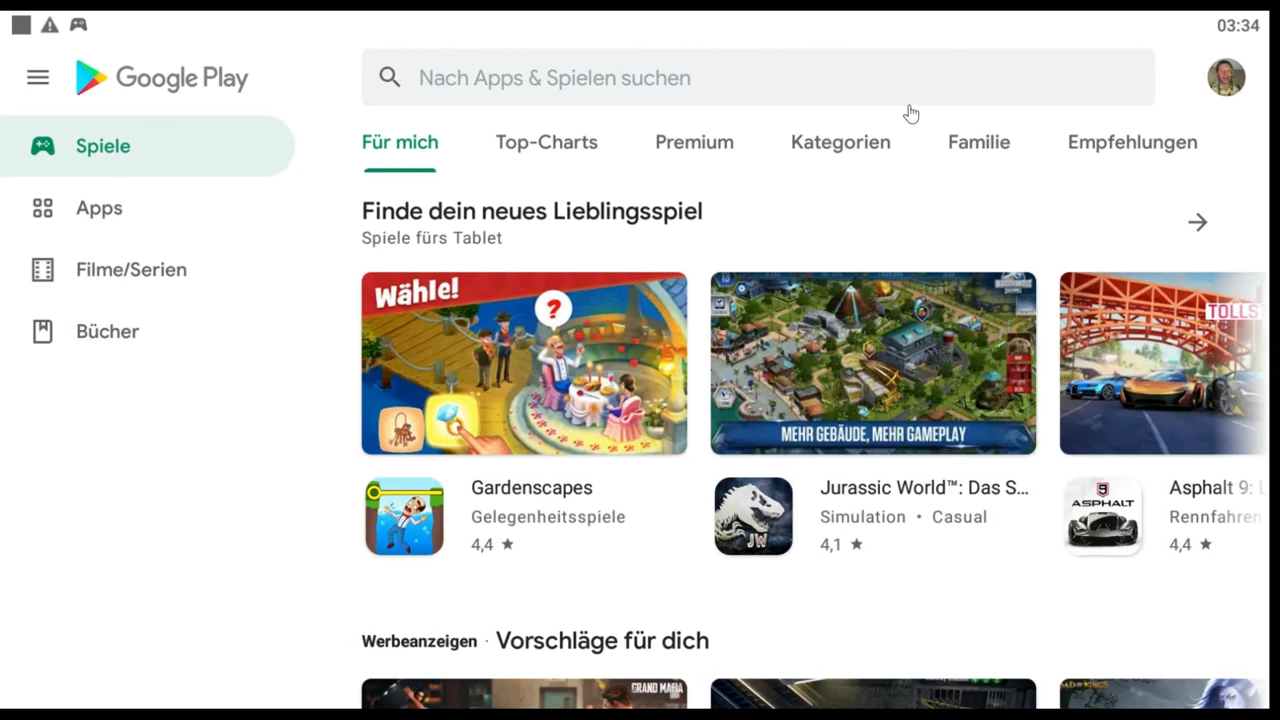 03:34
Google Play
Nach Apps & Spielen suchen
Spiele
Apps
Filme/Serien
Bücher
Für mich
Top-Charts
Premium
Kategorien
Familie
Empfehlungen
Finde dein neues Lieblingsspiel
Spiele fürs Tablet
Wähle!
?
MEHR GEBÄUDE, MEHR GAMEPLAY
TOLLS
Gardenscapes
Gelegenheitsspiele
4,4 ★
JW
Jurassic World™: Das S...
Simulation • Casual
4,1 ★
9
ASPHALT
Asphalt 9: L
Rennfahren
4,4 ★
Werbeanzeigen · Vorschläge für dich
GRAND MAFIA